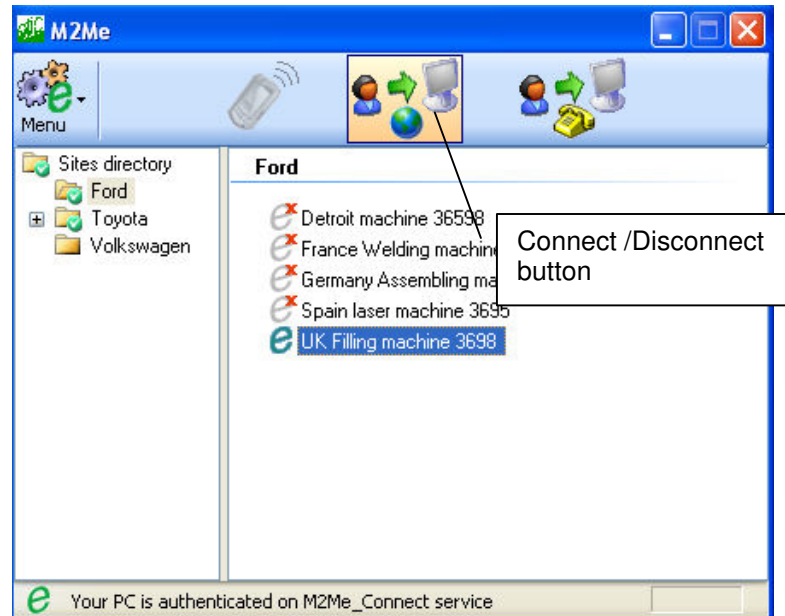 M2Me
Menu
Sites directory
Ford
Toyota
Volkswagen
Ford
Detroit machine 36598
France Welding machine
Germany Assembling ma
Spain laser machine 3695
UK Filling machine 3698
Connect /Disconnect
button
Your PC is authenticated on M2Me_Connect service